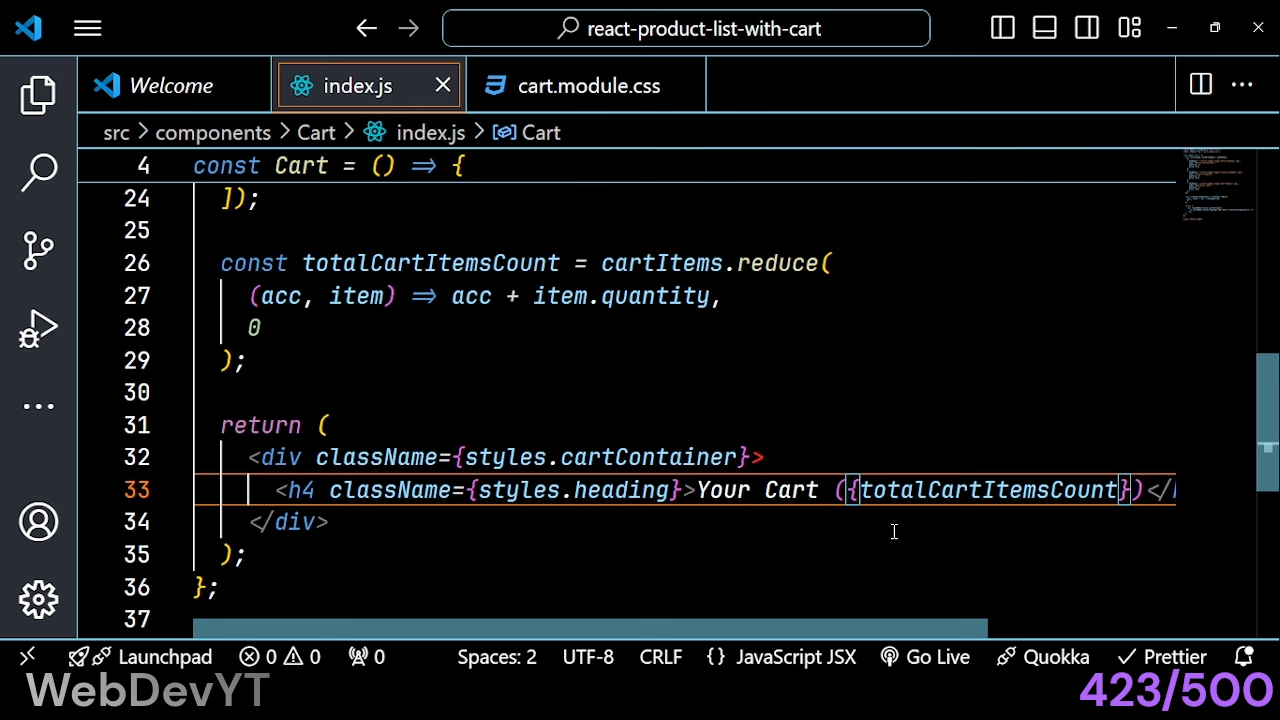 react-product-list-with-cart
Welcome
index.js
cart.module.css
src > components > Cart > index.js > Cart
4 const Cart = () => {
24 ]);
25
26 const totalCartItemsCount = cartItems.reduce(
27 (acc, item) => acc + item.quantity,
28 0
29 );
30
31 return (
32 <div className={styles.cartContainer}>
33 <h4 className={styles.heading}>Your Cart ({totalCartItemsCount})</
34 </div>
35 );
36 };
37
Launchpad 0 0 0 Spaces: 2 UTF-8 CRLF {} JavaScript JSX Go Live Quokka Prettier
WebDevYT
423/500